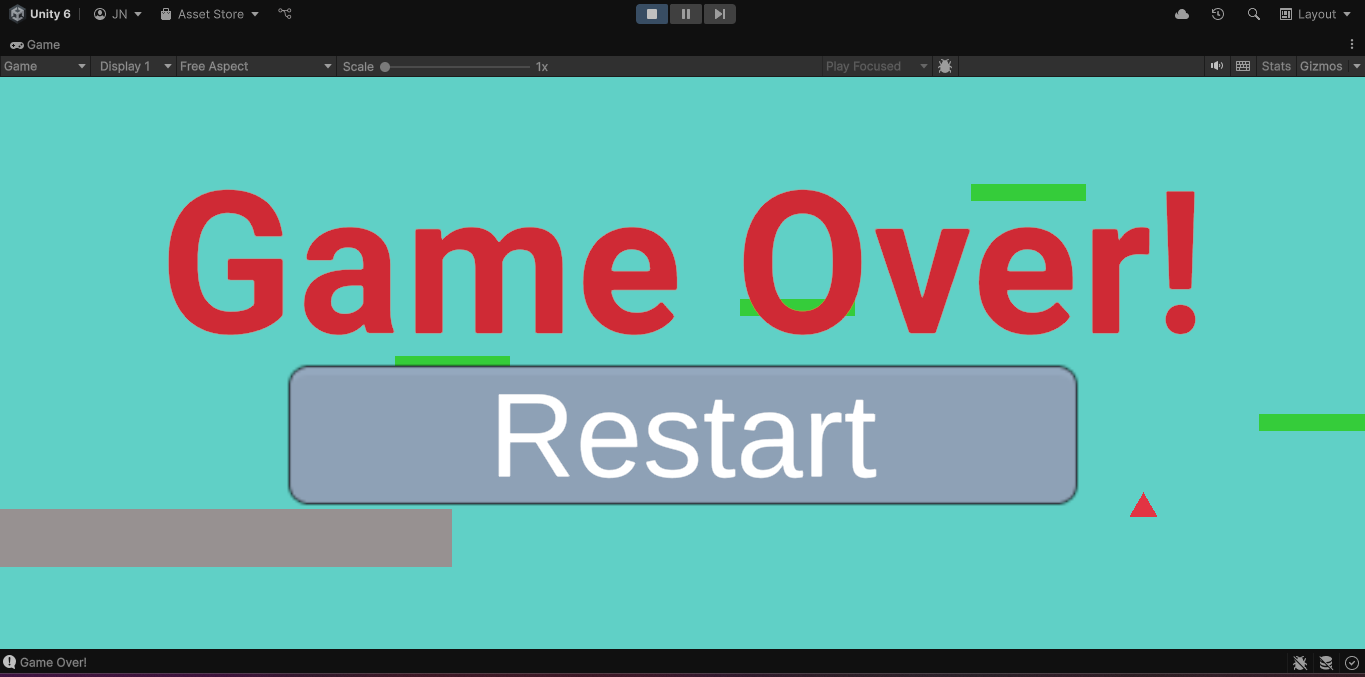 Unity 6 JN Asset Store Layout
Game
Game Display 1 Free Aspect Scale 1x Play Focused Stats Gizmos
Game Over!
Restart
Game Over!